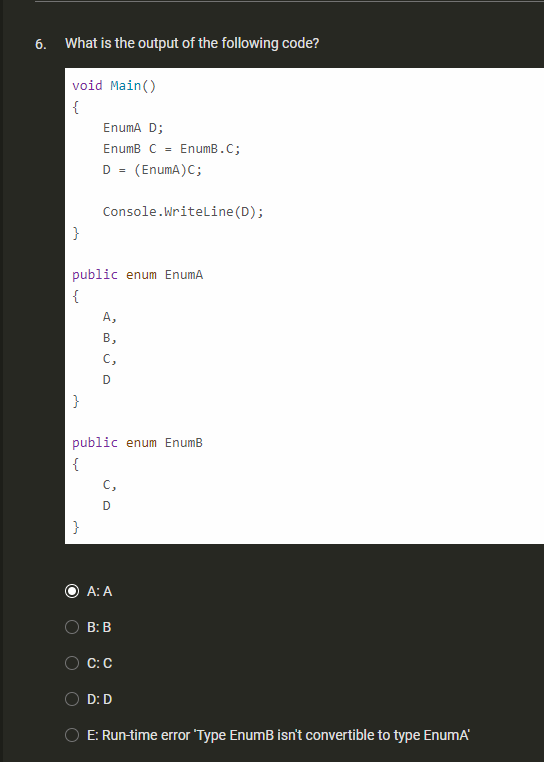 6. What is the output of the following code?
void Main()
{
EnumA D;
EnumB C = EnumB.C;
D = (EnumA)C;
Console.WriteLine(D);
}
public enum EnumA
{
A,
B,
C,
D
}
public enum EnumB
{
C,
D
}
A: A
B: B
C: C
D: D
E: Run-time error 'Type EnumB isn't convertible to type EnumA'